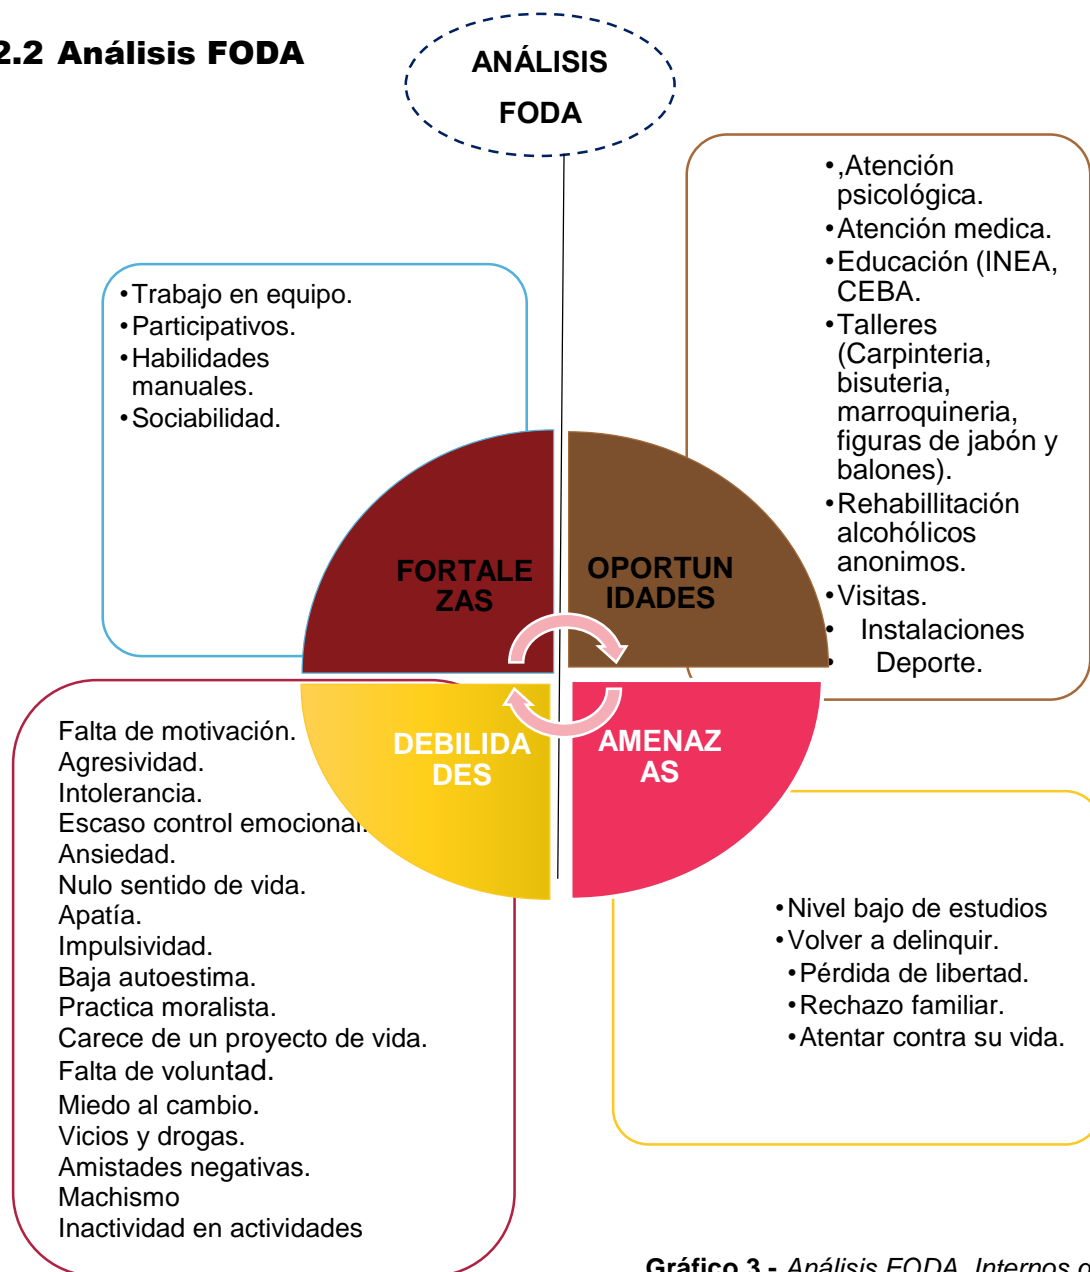 2.2 Análisis FODA
ANÁLISIS
FODA
•Trabajo en equipo.
•Participativos.
•Habilidades
manuales.
•Sociabilidad.
•,Atención
psicológica.
•Atención medica.
•Educación (INEA,
CEBA.
•Talleres
(Carpinteria,
bisuteria,
marroquineria,
figuras de jabón y
balones).
•Rehabillitación
alcohólicos
anonimos.
•Visitas.
• Instalaciones
• Deporte.
FORTALE
ZAS
OPORTUN
IDADES
DEBILIDA
DES
AMENAZ
AS
Falta de motivación.
Agresividad.
Intolerancia.
Escaso control emocional.
Ansiedad.
Nulo sentido de vida.
Apatía.
Impulsividad.
Baja autoestima.
Practica moralista.
Carece de un proyecto de vida.
Falta de voluntad.
Miedo al cambio.
Vicios y drogas.
Amistades negativas.
Machismo
Inactividad en actividades
•Nivel bajo de estudios
•Volver a delinquir.
•Pérdida de libertad.
•Rechazo familiar.
•Atentar contra su vida.
Gráfico 3.- Análisis FODA. Internos